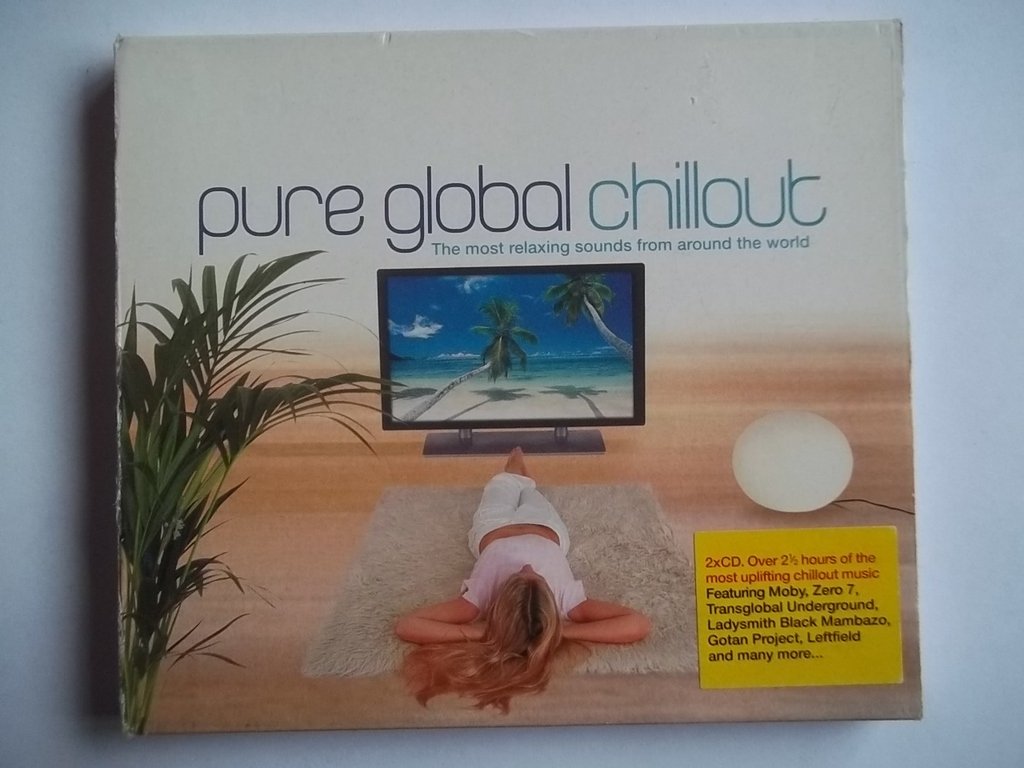 pure global chillout
The most relaxing sounds from around the world
2xCD. Over 2½ hours of the
most uplifting chillout music
Featuring Moby, Zero 7,
Transglobal Underground,
Ladysmith Black Mambazo,
Gotan Project, Leftfield
and many more...